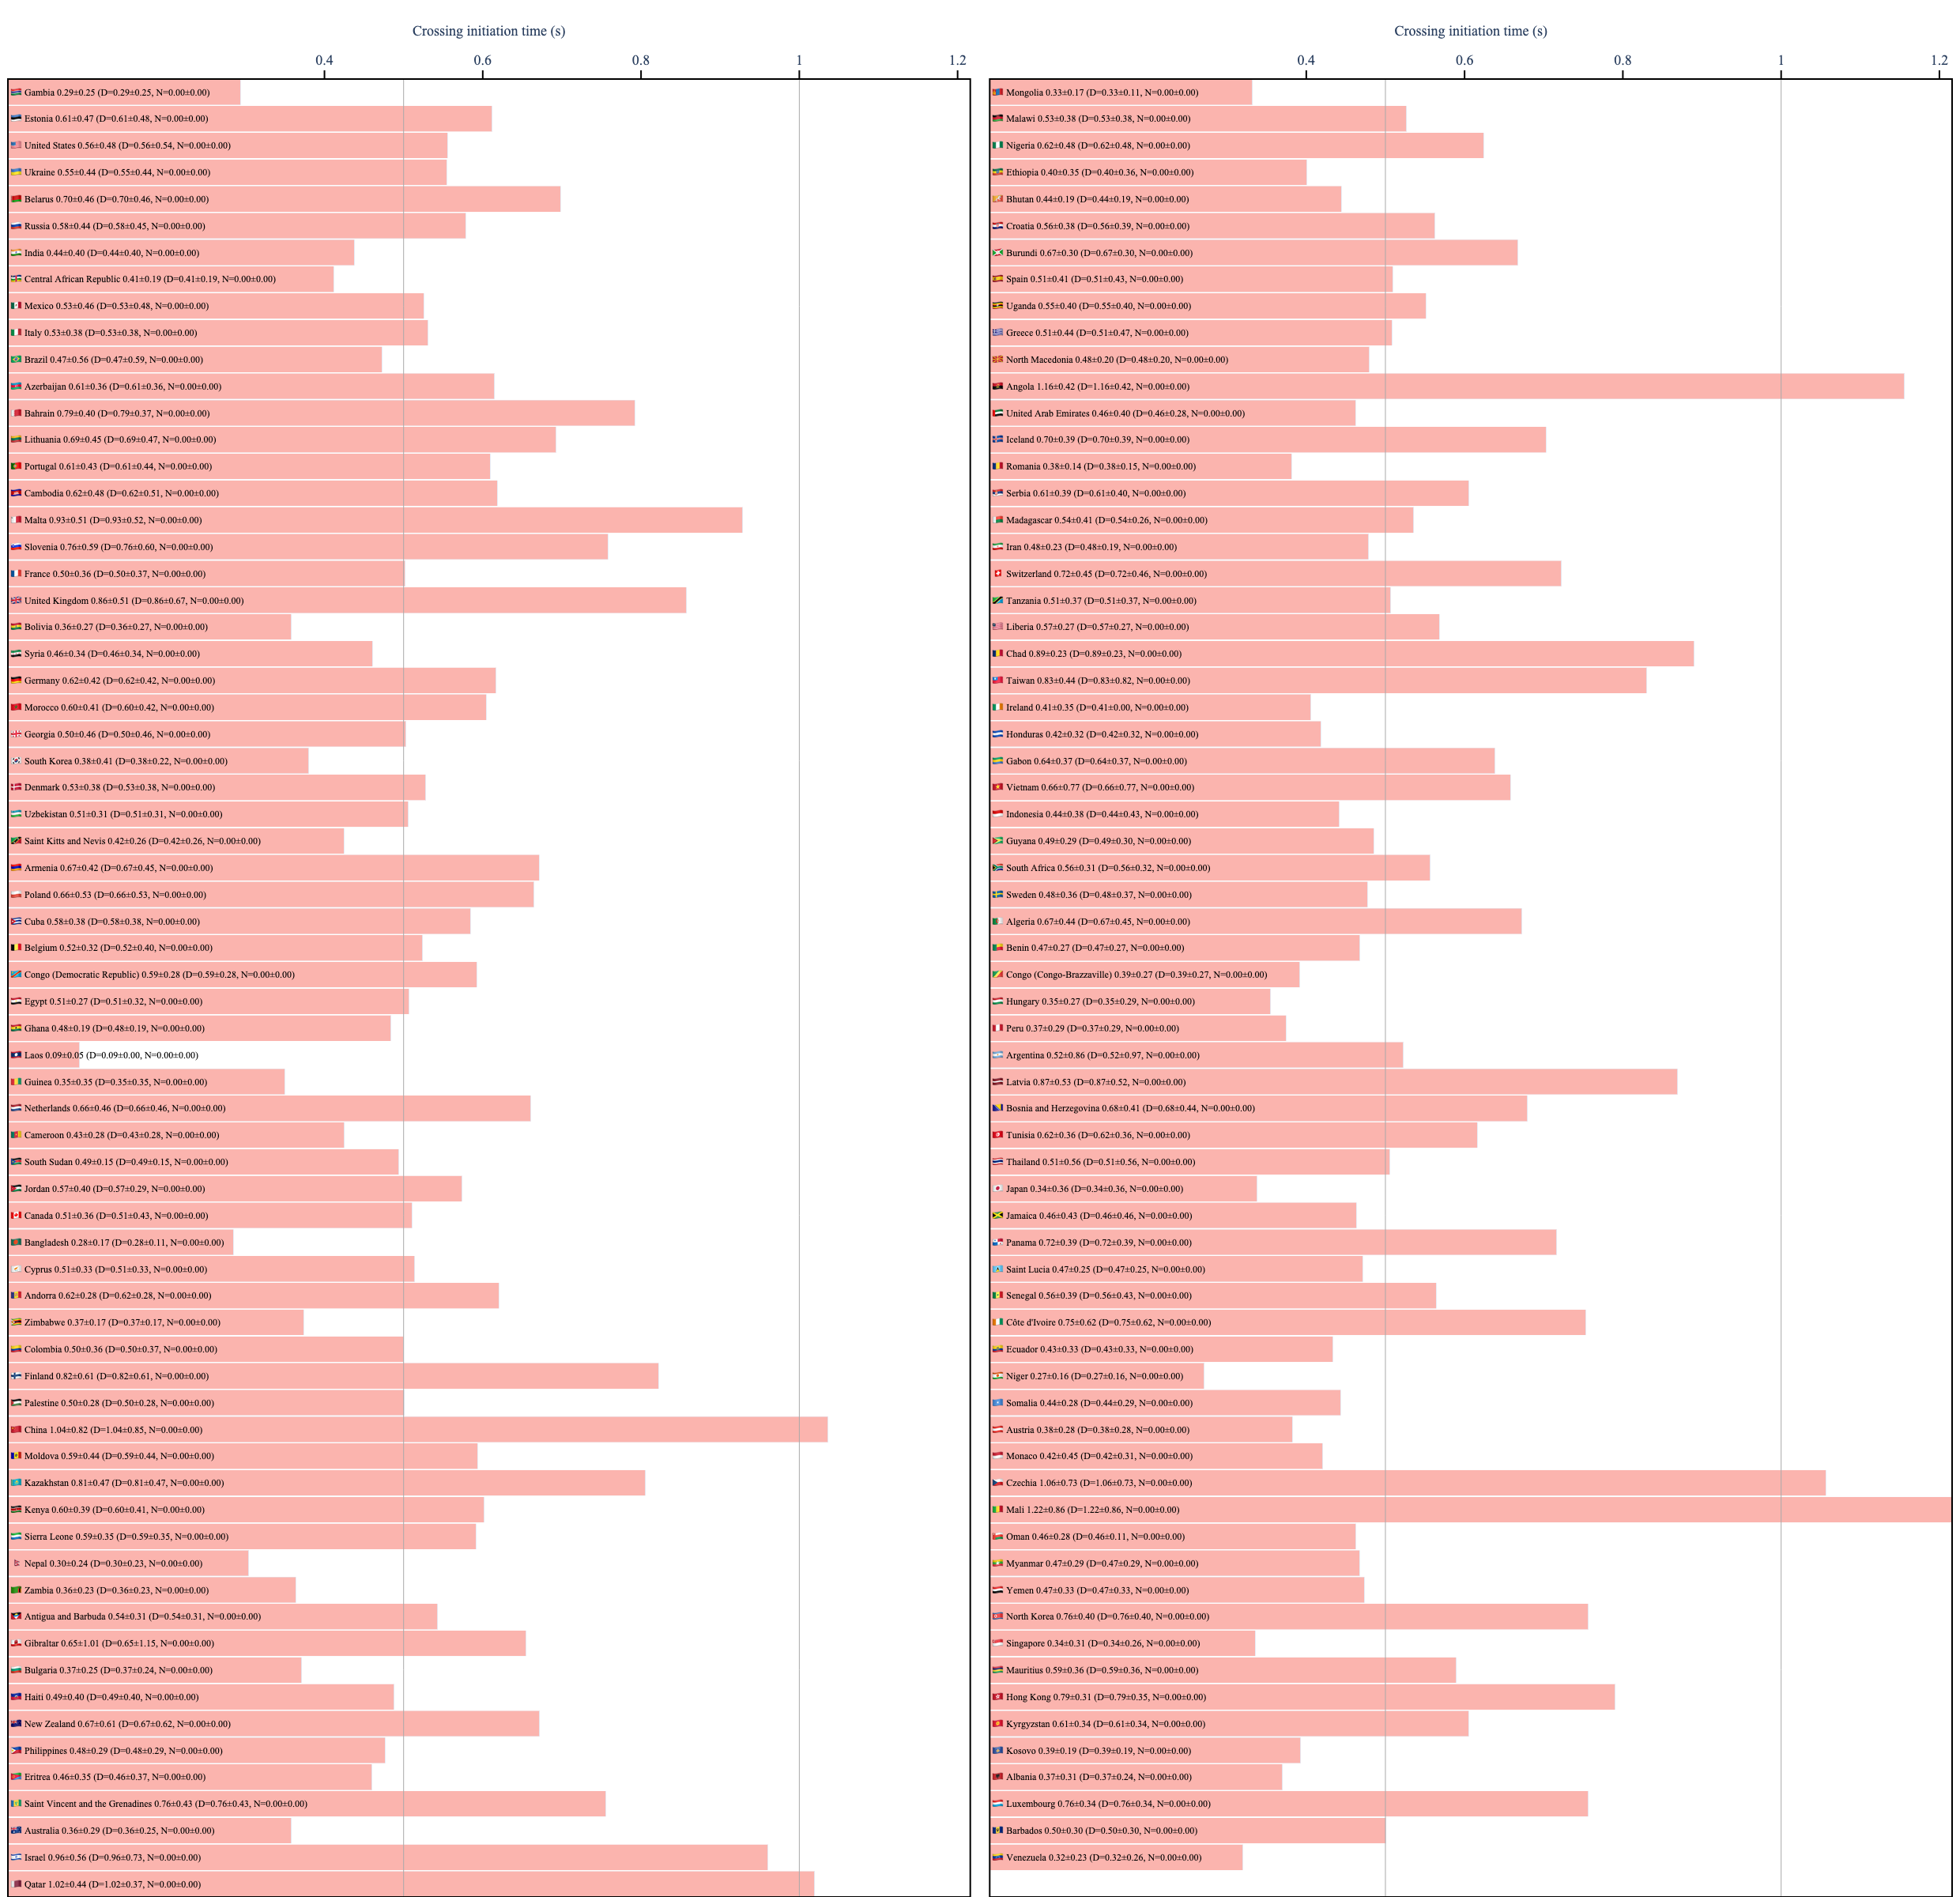 Crossing initiation time (s)
0.4 0.6 0.8 1 1.2
Gambia 0.29±0.25 (D=0.29±0.25, N=0.00±0.00)
Estonia 0.61±0.47 (D=0.61±0.48, N=0.00±0.00)
United States 0.56±0.48 (D=0.56±0.54, N=0.00±0.00)
Ukraine 0.55±0.44 (D=0.55±0.44, N=0.00±0.00)
Belarus 0.70±0.46 (D=0.70±0.46, N=0.00±0.00)
Russia 0.58±0.44 (D=0.58±0.45, N=0.00±0.00)
India 0.44±0.40 (D=0.44±0.40, N=0.00±0.00)
Central African Republic 0.41±0.19 (D=0.41±0.19, N=0.00±0.00)
Mexico 0.53±0.46 (D=0.53±0.48, N=0.00±0.00)
Italy 0.53±0.38 (D=0.53±0.38, N=0.00±0.00)
Brazil 0.47±0.56 (D=0.47±0.59, N=0.00±0.00)
Azerbaijan 0.61±0.36 (D=0.61±0.36, N=0.00±0.00)
Bahrain 0.79±0.40 (D=0.79±0.37, N=0.00±0.00)
Lithuania 0.69±0.45 (D=0.69±0.47, N=0.00±0.00)
Portugal 0.61±0.43 (D=0.61±0.44, N=0.00±0.00)
Cambodia 0.62±0.48 (D=0.62±0.51, N=0.00±0.00)
Malta 0.93±0.51 (D=0.93±0.52, N=0.00±0.00)
Slovenia 0.76±0.59 (D=0.76±0.60, N=0.00±0.00)
France 0.50±0.36 (D=0.50±0.37, N=0.00±0.00)
United Kingdom 0.86±0.51 (D=0.86±0.67, N=0.00±0.00)
Bolivia 0.36±0.27 (D=0.36±0.27, N=0.00±0.00)
Syria 0.46±0.34 (D=0.46±0.34, N=0.00±0.00)
Germany 0.62±0.42 (D=0.62±0.42, N=0.00±0.00)
Morocco 0.60±0.41 (D=0.60±0.42, N=0.00±0.00)
Georgia 0.50±0.46 (D=0.50±0.46, N=0.00±0.00)
South Korea 0.38±0.41 (D=0.38±0.22, N=0.00±0.00)
Denmark 0.53±0.38 (D=0.53±0.38, N=0.00±0.00)
Uzbekistan 0.51±0.31 (D=0.51±0.31, N=0.00±0.00)
Saint Kitts and Nevis 0.42±0.26 (D=0.42±0.26, N=0.00±0.00)
Armenia 0.67±0.42 (D=0.67±0.45, N=0.00±0.00)
Poland 0.66±0.53 (D=0.66±0.53, N=0.00±0.00)
Cuba 0.58±0.38 (D=0.58±0.38, N=0.00±0.00)
Belgium 0.52±0.32 (D=0.52±0.40, N=0.00±0.00)
Congo (Democratic Republic) 0.59±0.28 (D=0.59±0.28, N=0.00±0.00)
Egypt 0.51±0.27 (D=0.51±0.32, N=0.00±0.00)
Ghana 0.48±0.19 (D=0.48±0.19, N=0.00±0.00)
Laos 0.09±0.05 (D=0.09±0.00, N=0.00±0.00)
Guinea 0.35±0.35 (D=0.35±0.35, N=0.00±0.00)
Netherlands 0.66±0.46 (D=0.66±0.46, N=0.00±0.00)
Cameroon 0.43±0.28 (D=0.43±0.28, N=0.00±0.00)
South Sudan 0.49±0.15 (D=0.49±0.15, N=0.00±0.00)
Jordan 0.57±0.40 (D=0.57±0.29, N=0.00±0.00)
Canada 0.51±0.36 (D=0.51±0.43, N=0.00±0.00)
Bangladesh 0.28±0.17 (D=0.28±0.11, N=0.00±0.00)
Cyprus 0.51±0.33 (D=0.51±0.33, N=0.00±0.00)
Andorra 0.62±0.28 (D=0.62±0.28, N=0.00±0.00)
Zimbabwe 0.37±0.17 (D=0.37±0.17, N=0.00±0.00)
Colombia 0.50±0.36 (D=0.50±0.37, N=0.00±0.00)
Finland 0.82±0.61 (D=0.82±0.61, N=0.00±0.00)
Palestine 0.50±0.28 (D=0.50±0.28, N=0.00±0.00)
China 1.04±0.82 (D=1.04±0.85, N=0.00±0.00)
Moldova 0.59±0.44 (D=0.59±0.44, N=0.00±0.00)
Kazakhstan 0.81±0.47 (D=0.81±0.47, N=0.00±0.00)
Kenya 0.60±0.39 (D=0.60±0.41, N=0.00±0.00)
Sierra Leone 0.59±0.35 (D=0.59±0.35, N=0.00±0.00)
Nepal 0.30±0.24 (D=0.30±0.23, N=0.00±0.00)
Zambia 0.36±0.23 (D=0.36±0.23, N=0.00±0.00)
Antigua and Barbuda 0.54±0.31 (D=0.54±0.31, N=0.00±0.00)
Gibraltar 0.65±1.01 (D=0.65±1.15, N=0.00±0.00)
Bulgaria 0.37±0.25 (D=0.37±0.24, N=0.00±0.00)
Haiti 0.49±0.40 (D=0.49±0.40, N=0.00±0.00)
New Zealand 0.67±0.61 (D=0.67±0.62, N=0.00±0.00)
Philippines 0.48±0.29 (D=0.48±0.29, N=0.00±0.00)
Eritrea 0.46±0.35 (D=0.46±0.37, N=0.00±0.00)
Saint Vincent and the Grenadines 0.76±0.43 (D=0.76±0.43, N=0.00±0.00)
Australia 0.36±0.29 (D=0.36±0.25, N=0.00±0.00)
Israel 0.96±0.56 (D=0.96±0.73, N=0.00±0.00)
Qatar 1.02±0.44 (D=1.02±0.37, N=0.00±0.00)
Crossing initiation time (s)
0.4 0.6 0.8 1 1.2
Mongolia 0.33±0.17 (D=0.33±0.11, N=0.00±0.00)
Malawi 0.53±0.38 (D=0.53±0.38, N=0.00±0.00)
Nigeria 0.62±0.48 (D=0.62±0.48, N=0.00±0.00)
Ethiopia 0.40±0.35 (D=0.40±0.36, N=0.00±0.00)
Bhutan 0.44±0.19 (D=0.44±0.19, N=0.00±0.00)
Croatia 0.56±0.38 (D=0.56±0.39, N=0.00±0.00)
Burundi 0.67±0.30 (D=0.67±0.30, N=0.00±0.00)
Spain 0.51±0.41 (D=0.51±0.43, N=0.00±0.00)
Uganda 0.55±0.40 (D=0.55±0.40, N=0.00±0.00)
Greece 0.51±0.44 (D=0.51±0.47, N=0.00±0.00)
North Macedonia 0.48±0.20 (D=0.48±0.20, N=0.00±0.00)
Angola 1.16±0.42 (D=1.16±0.42, N=0.00±0.00)
United Arab Emirates 0.46±0.40 (D=0.46±0.28, N=0.00±0.00)
Iceland 0.70±0.39 (D=0.70±0.39, N=0.00±0.00)
Romania 0.38±0.14 (D=0.38±0.15, N=0.00±0.00)
Serbia 0.61±0.39 (D=0.61±0.40, N=0.00±0.00)
Madagascar 0.54±0.41 (D=0.54±0.26, N=0.00±0.00)
Iran 0.48±0.23 (D=0.48±0.19, N=0.00±0.00)
Switzerland 0.72±0.45 (D=0.72±0.46, N=0.00±0.00)
Tanzania 0.51±0.37 (D=0.51±0.37, N=0.00±0.00)
Liberia 0.57±0.27 (D=0.57±0.27, N=0.00±0.00)
Chad 0.89±0.23 (D=0.89±0.23, N=0.00±0.00)
Taiwan 0.83±0.44 (D=0.83±0.82, N=0.00±0.00)
Ireland 0.41±0.35 (D=0.41±0.00, N=0.00±0.00)
Honduras 0.42±0.32 (D=0.42±0.32, N=0.00±0.00)
Gabon 0.64±0.37 (D=0.64±0.37, N=0.00±0.00)
Vietnam 0.66±0.77 (D=0.66±0.77, N=0.00±0.00)
Indonesia 0.44±0.38 (D=0.44±0.43, N=0.00±0.00)
Guyana 0.49±0.29 (D=0.49±0.30, N=0.00±0.00)
South Africa 0.56±0.31 (D=0.56±0.32, N=0.00±0.00)
Sweden 0.48±0.36 (D=0.48±0.37, N=0.00±0.00)
Algeria 0.67±0.44 (D=0.67±0.45, N=0.00±0.00)
Benin 0.47±0.27 (D=0.47±0.27, N=0.00±0.00)
Congo (Congo-Brazzaville) 0.39±0.27 (D=0.39±0.27, N=0.00±0.00)
Hungary 0.35±0.27 (D=0.35±0.29, N=0.00±0.00)
Peru 0.37±0.29 (D=0.37±0.29, N=0.00±0.00)
Argentina 0.52±0.86 (D=0.52±0.97, N=0.00±0.00)
Latvia 0.87±0.53 (D=0.87±0.52, N=0.00±0.00)
Bosnia and Herzegovina 0.68±0.41 (D=0.68±0.44, N=0.00±0.00)
Tunisia 0.62±0.36 (D=0.62±0.36, N=0.00±0.00)
Thailand 0.51±0.56 (D=0.51±0.56, N=0.00±0.00)
Japan 0.34±0.36 (D=0.34±0.36, N=0.00±0.00)
Jamaica 0.46±0.43 (D=0.46±0.46, N=0.00±0.00)
Panama 0.72±0.39 (D=0.72±0.39, N=0.00±0.00)
Saint Lucia 0.47±0.25 (D=0.47±0.25, N=0.00±0.00)
Senegal 0.56±0.39 (D=0.56±0.43, N=0.00±0.00)
Côte d'Ivoire 0.75±0.62 (D=0.75±0.62, N=0.00±0.00)
Ecuador 0.43±0.33 (D=0.43±0.33, N=0.00±0.00)
Niger 0.27±0.16 (D=0.27±0.16, N=0.00±0.00)
Somalia 0.44±0.28 (D=0.44±0.29, N=0.00±0.00)
Austria 0.38±0.28 (D=0.38±0.28, N=0.00±0.00)
Monaco 0.42±0.45 (D=0.42±0.31, N=0.00±0.00)
Czechia 1.06±0.73 (D=1.06±0.73, N=0.00±0.00)
Mali 1.22±0.86 (D=1.22±0.86, N=0.00±0.00)
Oman 0.46±0.28 (D=0.46±0.11, N=0.00±0.00)
Myanmar 0.47±0.29 (D=0.47±0.29, N=0.00±0.00)
Yemen 0.47±0.33 (D=0.47±0.33, N=0.00±0.00)
North Korea 0.76±0.40 (D=0.76±0.40, N=0.00±0.00)
Singapore 0.34±0.31 (D=0.34±0.26, N=0.00±0.00)
Mauritius 0.59±0.36 (D=0.59±0.36, N=0.00±0.00)
Hong Kong 0.79±0.31 (D=0.79±0.35, N=0.00±0.00)
Kyrgyzstan 0.61±0.34 (D=0.61±0.34, N=0.00±0.00)
Kosovo 0.39±0.19 (D=0.39±0.19, N=0.00±0.00)
Albania 0.37±0.31 (D=0.37±0.24, N=0.00±0.00)
Luxembourg 0.76±0.34 (D=0.76±0.34, N=0.00±0.00)
Barbados 0.50±0.30 (D=0.50±0.30, N=0.00±0.00)
Venezuela 0.32±0.23 (D=0.32±0.26, N=0.00±0.00)